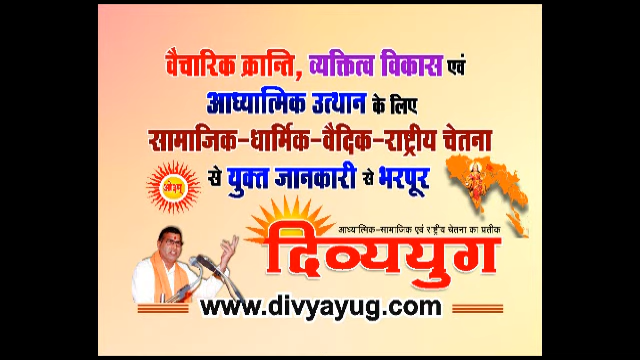 वैचारिक क्रान्ति, व्यक्तित्व विकास एवं
आध्यात्मिक उत्थान के लिए
सामाजिक-धार्मिक-वैदिक-राष्ट्रीय चेतना
से युक्त जानकारी से भरपूर
ओ३म्
आध्यात्मिक-सामाजिक एवं राष्ट्रीय चेतना का प्रतीक
दिव्ययुग
www.divyayug.com